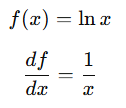 f(x) = ln x
df/dx = 1/x